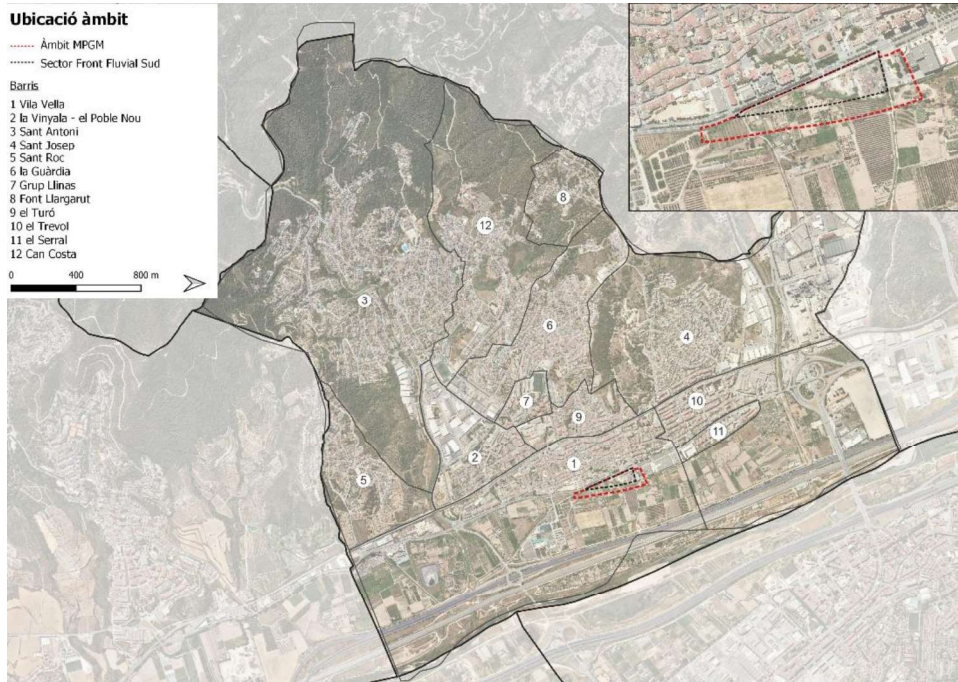 Ubicació àmbit
Àmbit MPGM
Sector Front Fluvial Sud
Barris
1 Vila Vella
2 la Vinyala - el Poble Nou
3 Sant Antoni
4 Sant Josep
5 Sant Roc
6 la Guàrdia
7 Grup Llinas
8 Font Llargarut
9 el Turó
10 el Trevol
11 el Serral
12 Can Costa
0 400 800 m
8
12
3
6
4
7
10
9
11
2
1
5